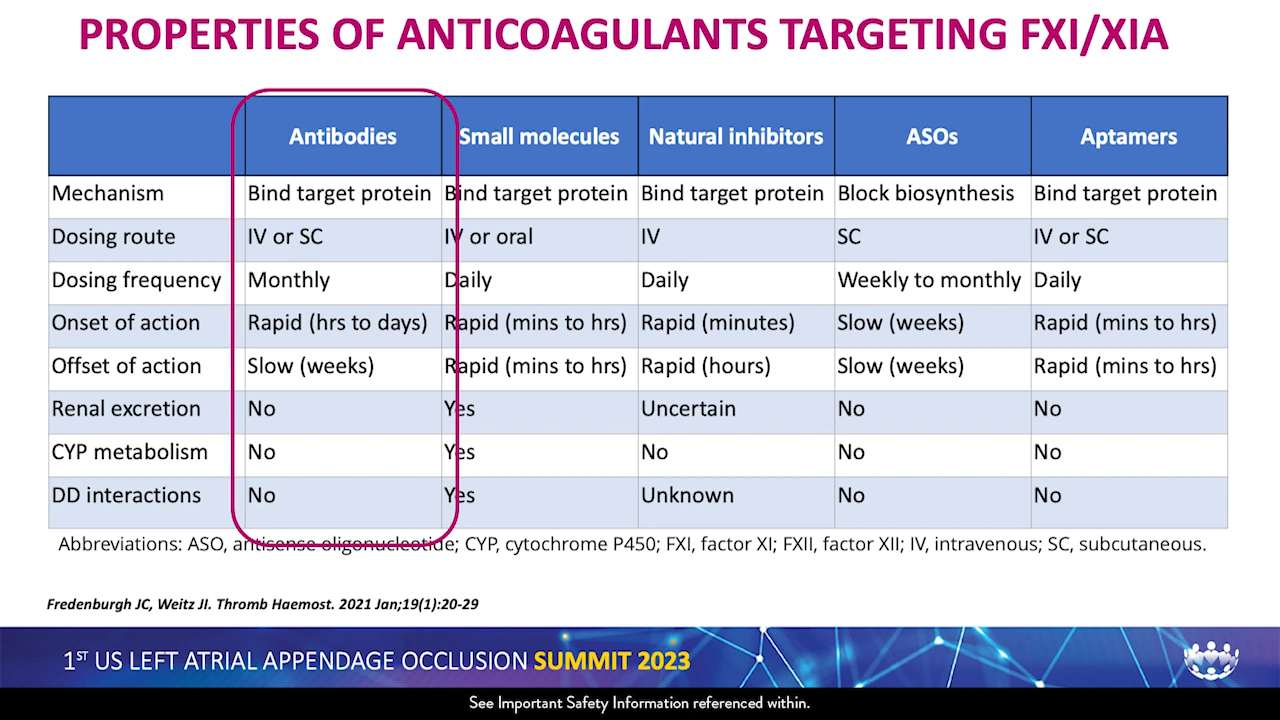 PROPERTIES OF ANTICOAGULANTS TARGETING FXI/XIA
Antibodies Small molecules Natural inhibitors ASOs Aptamers
Mechanism Bind target protein Bind target protein Bind target protein Block biosynthesis Bind target protein
Dosing route IV or SC IV or oral IV SC IV or SC
Dosing frequency Monthly Daily Daily Weekly to monthly Daily
Onset of action Rapid (hrs to days) Rapid (mins to hrs) Rapid (minutes) Slow (weeks) Rapid (mins to hrs)
Offset of action Slow (weeks) Rapid (mins to hrs) Rapid (hours) Slow (weeks) Rapid (mins to hrs)
Renal excretion No Yes Uncertain No No
CYP metabolism No Yes No No No
DD interactions No Yes Unknown No No
Abbreviations: ASO, antisense oligonucleotide; CYP, cytochrome P450; FXI, factor XI; FXII, factor XII; IV, intravenous; SC, subcutaneous.
Fredenburgh JC, Weitz JI. Thromb Haemost. 2021 Jan;19(1):20-29
1ST US LEFT ATRIAL APPENDAGE OCCLUSION SUMMIT 2023
See Important Safety Information referenced within.